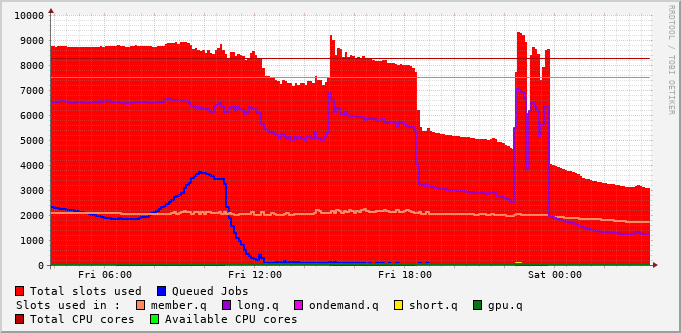 10000
9000
8000
7000
6000
5000
4000
3000
2000
1000
0
Fri 06:00 Fri 12:00 Fri 18:00 Sat 00:00
Total slots used Queued Jobs
Slots used in : member.q long.q ondemand.q short.q gpu.q
Total CPU cores Available CPU cores
RRDTOOL / TOBI OETIKER